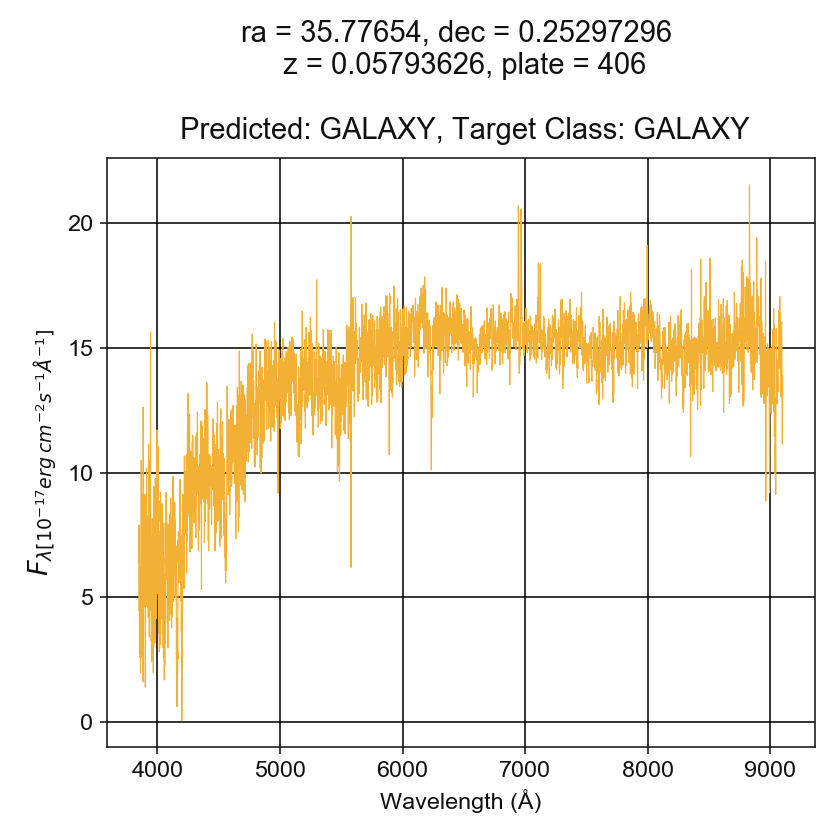 ra = 35.77654, dec = 0.25297296
z = 0.05793626, plate = 406
Predicted: GALAXY, Target Class: GALAXY
F_{λ[10^{-17} erg cm^{-2} s^{-1} Å^{-1}]}
20
15
10
5
0
4000 5000 6000 7000 8000 9000
Wavelength (Å)